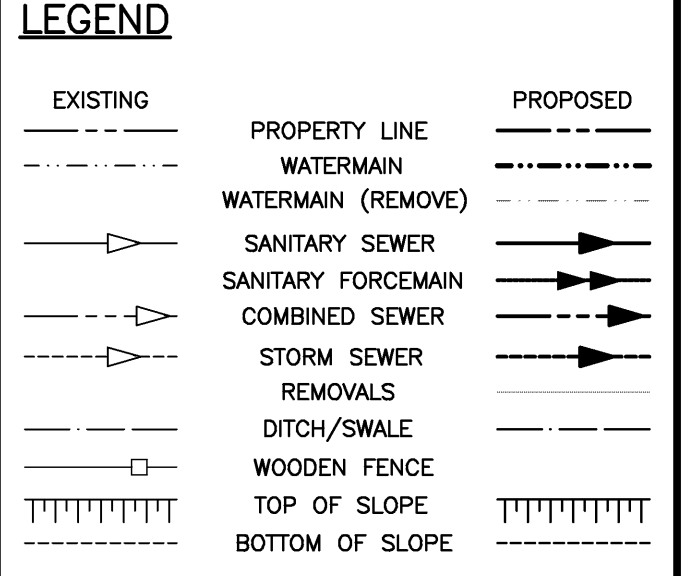 LEGEND
EXISTING PROPOSED
PROPERTY LINE
WATERMAIN
WATERMAIN (REMOVE)
SANITARY SEWER
SANITARY FORCEMAIN
COMBINED SEWER
STORM SEWER
REMOVALS
DITCH/SWALE
WOODEN FENCE
TOP OF SLOPE
BOTTOM OF SLOPE